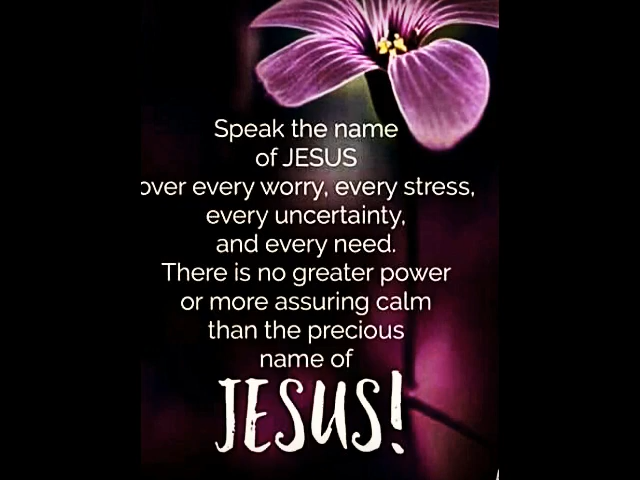 Speak the name
of JESUS
over every worry, every stress,
every uncertainty,
and every need.
There is no greater power
or more assuring calm
than the precious
name of
JESUS!